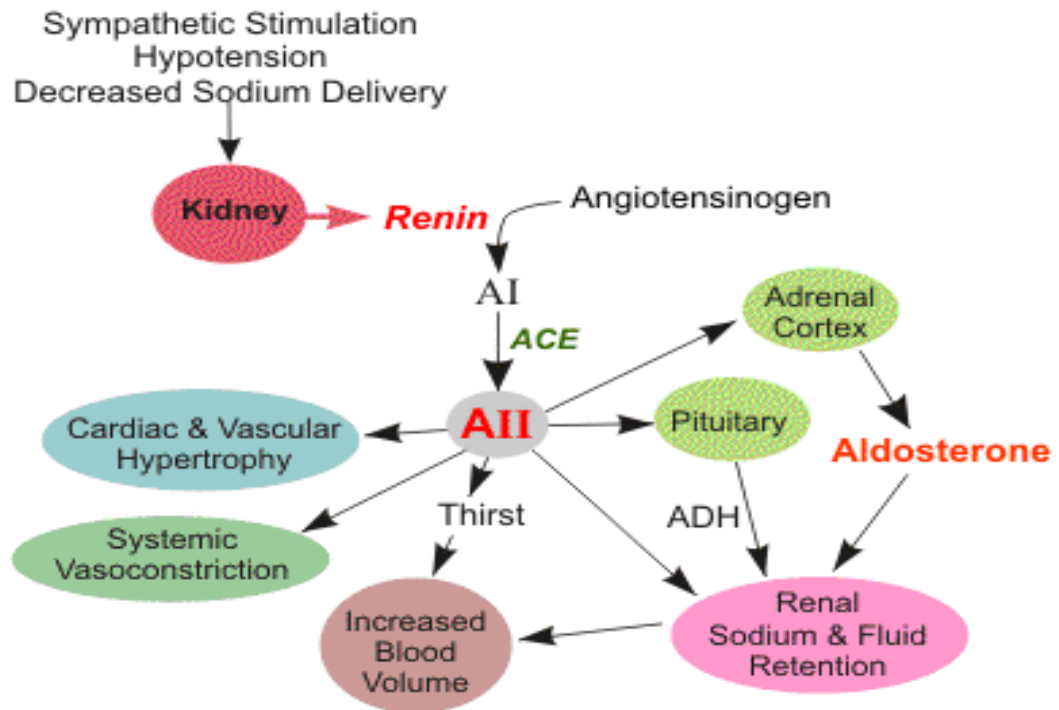 Sympathetic Stimulation
Hypotension
Decreased Sodium Delivery
Kidney
Renin
Angiotensinogen
AI
ACE
Adrenal
Cortex
AII
Pituitary
Cardiac & Vascular
Hypertrophy
Aldosterone
Thirst
ADH
Systemic
Vasoconstriction
Increased
Blood
Volume
Renal
Sodium & Fluid
Retention